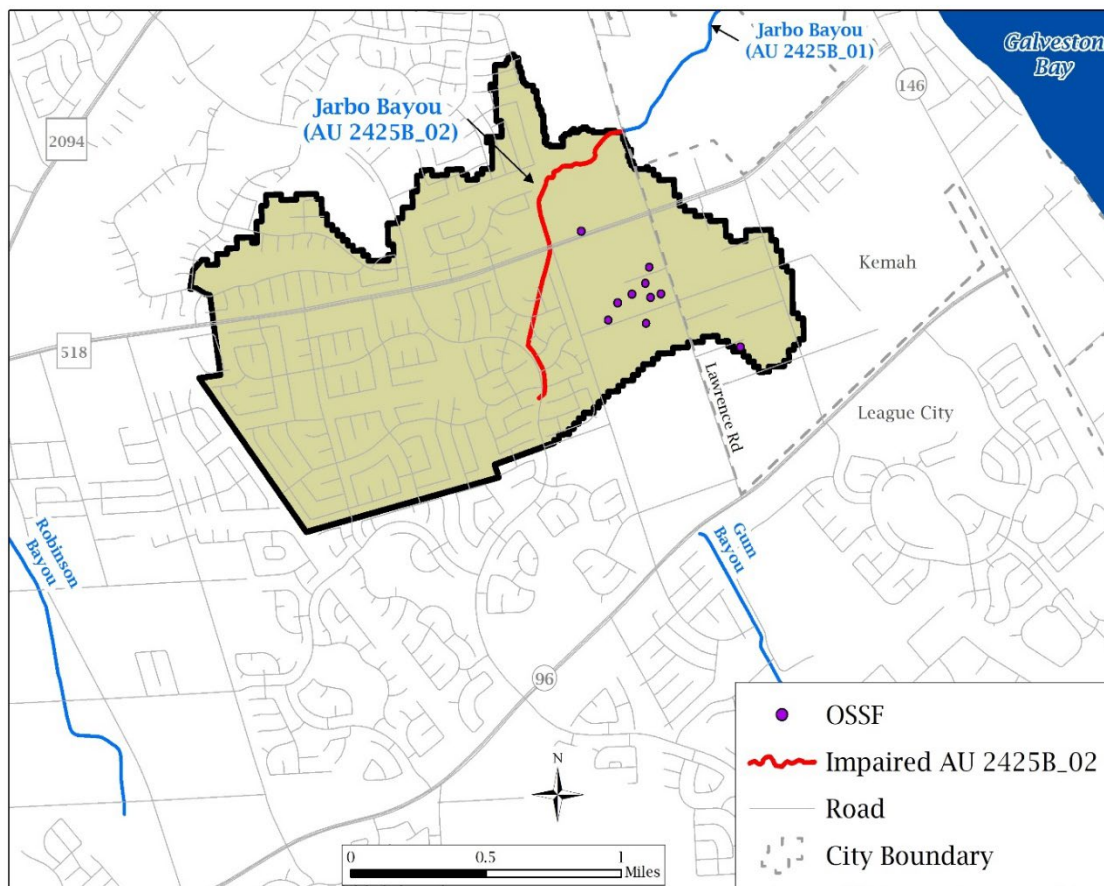 Jarbo Bayou
(AU 2425B_01)
Galveston
Bay
146
Jarbo Bayou
(AU 2425B_02)
2094
Kemah
518
Lawrence Rd
League City
Robinson
Bayou
Gum
Bayou
96
N
0
0.5
1
Miles
OSSF
Impaired AU 2425B_02
Road
City Boundary